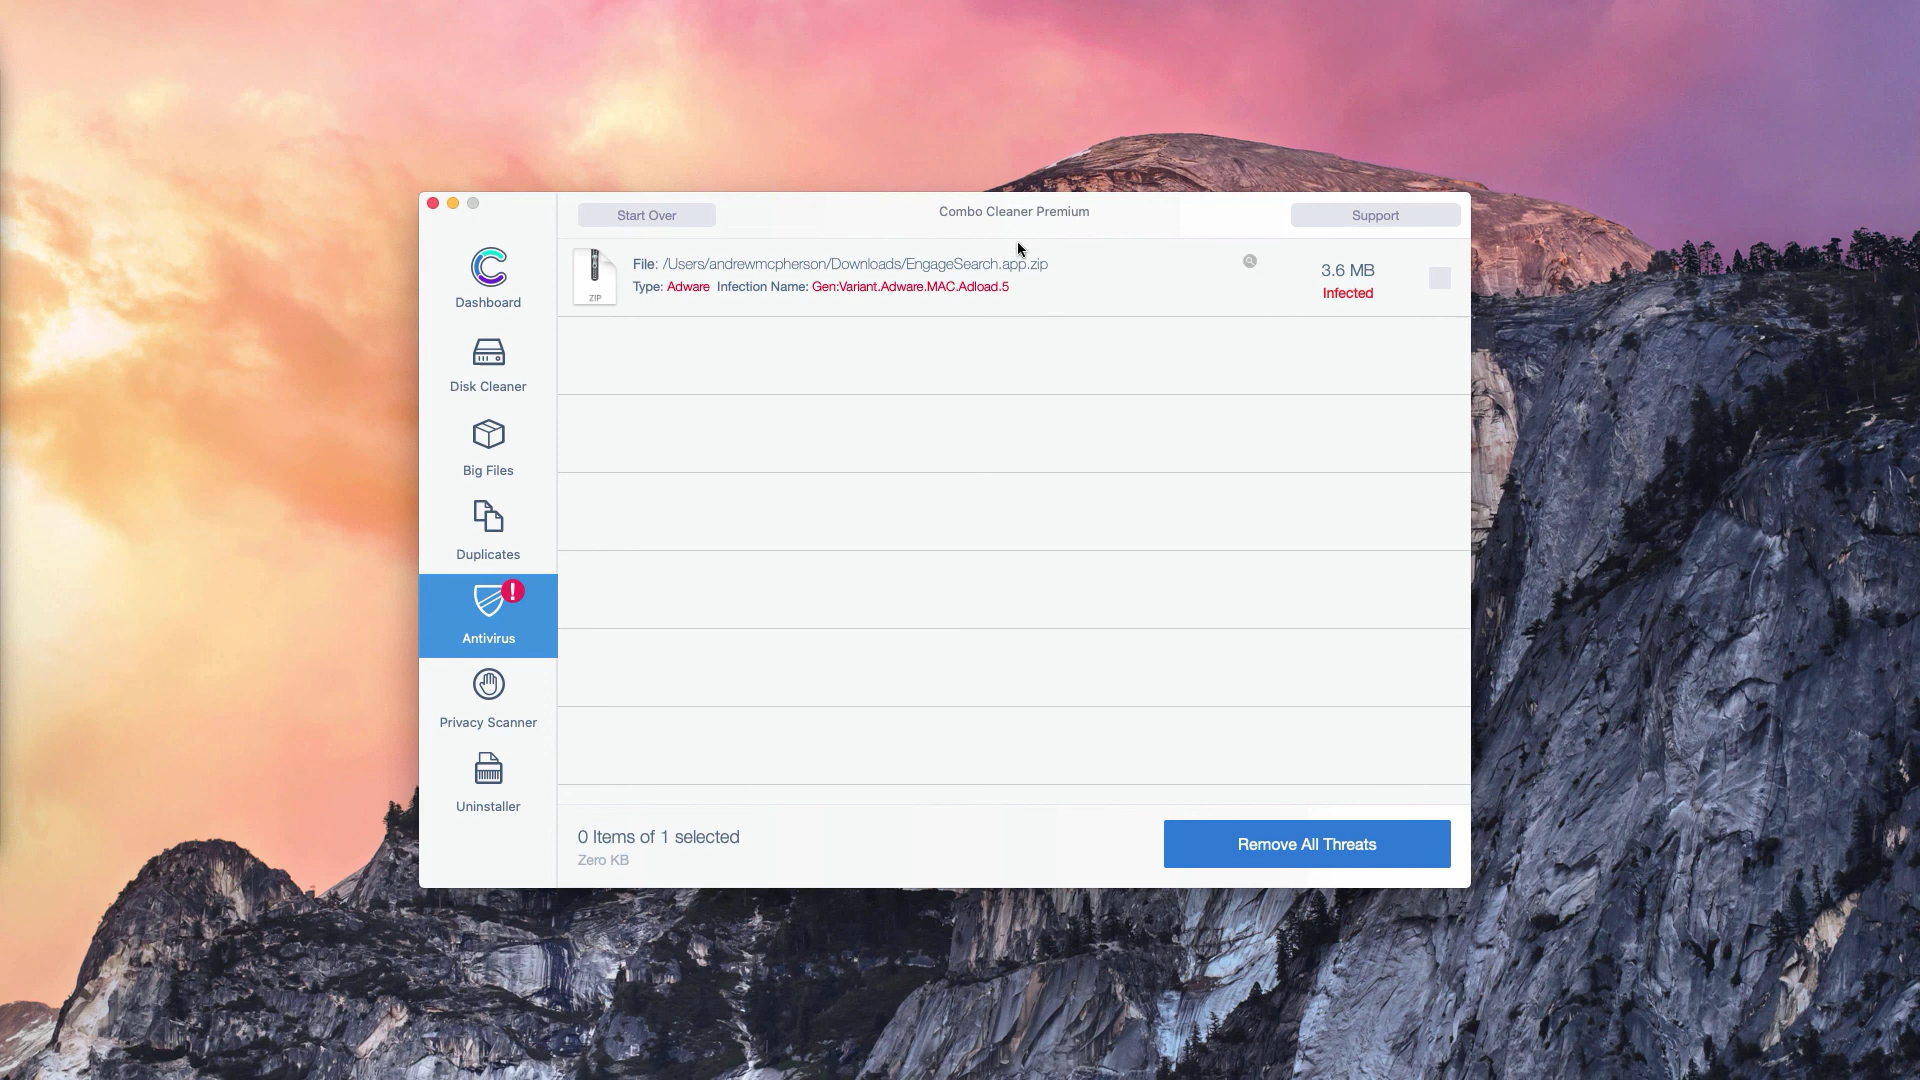 Start Over
Combo Cleaner Premium
Support
Dashboard
Disk Cleaner
Big Files
Duplicates
!
Antivirus
Privacy Scanner
Uninstaller
ZIP
File: /Users/andrewmcpherson/Downloads/EngageSearch.app.zip
Type: Adware Infection Name: Gen:Variant.Adware.MAC.Adload.5
3.6 MB
Infected
0 Items of 1 selected
Zero KB
Remove All Threats